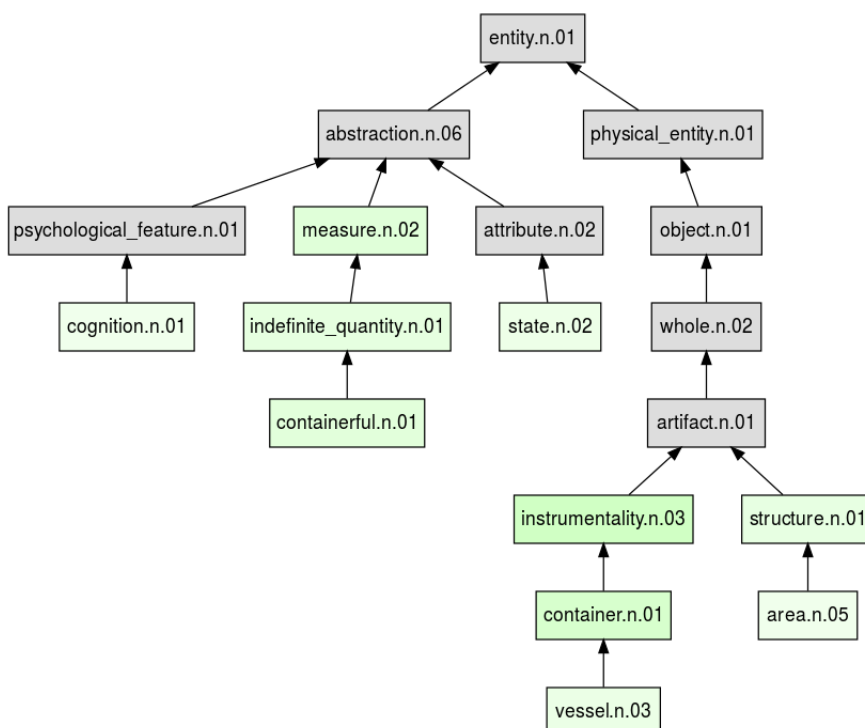 entity.n.01
abstraction.n.06
physical_entity.n.01
psychological_feature.n.01
measure.n.02
attribute.n.02
object.n.01
cognition.n.01
indefinite_quantity.n.01
state.n.02
whole.n.02
containerful.n.01
artifact.n.01
instrumentality.n.03
structure.n.01
container.n.01
area.n.05
vessel.n.03